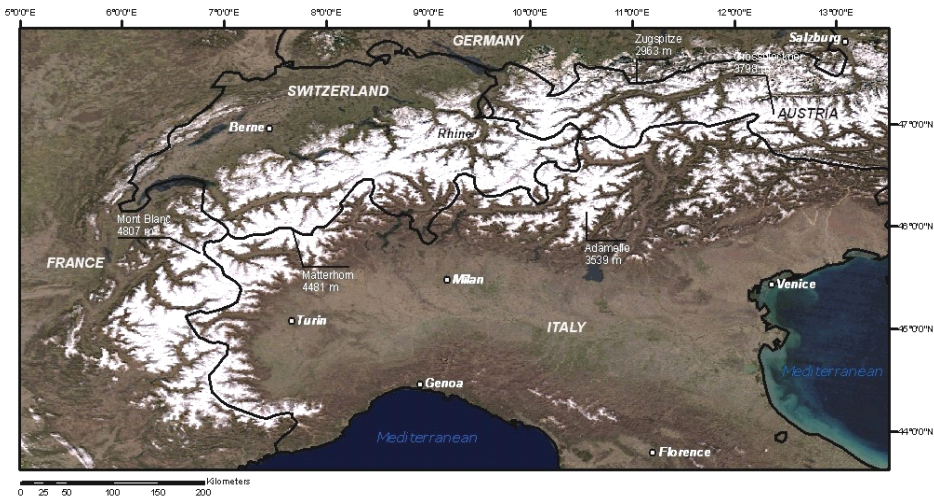 5°0'0"E 6°0'0"E 7°0'0"E 8°0'0"E 9°0'0"E 10°0'0"E 11°0'0"E 12°0'0"E 13°0'0"E
GERMANY
Zugspitze
2963 m
Salzburg
Grossglockner
3798 m
SWITZERLAND
AUSTRIA
Berne
Rhine
47°0'0"N
Mont Blanc
4807 m
46°0'0"N
FRANCE
Adamelle
3539 m
Matterhorn
4481 m
Milan
Venice
Turin
ITALY
45°0'0"N
Mediterranean
Genoa
Mediterranean
44°0'0"N
Florence
Kilometers
0 25 50 100 150 200